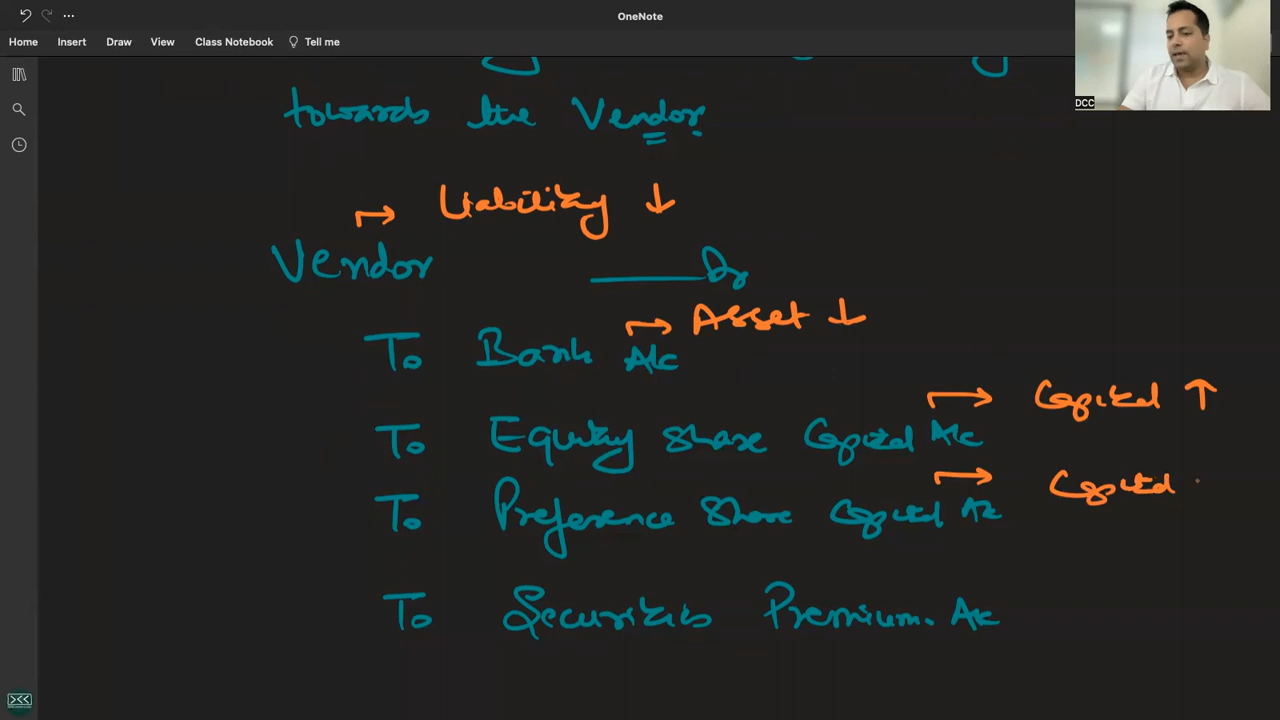 OneNote
Home Insert Draw View Class Notebook Tell me
DCC
towards the Vendor
↦ Liability ↓
Vendor Dr
↦ Asset ↓
To Bank A/c
↦ Capital ↑
To Equity Share Capital A/c
↦ Capital
To Preference Share Capital A/c
To Securities Premium. A/c